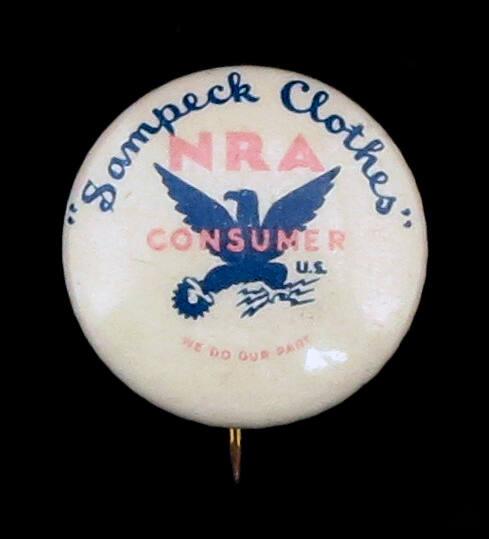 "Sampeck Clothes"
NRA
CONSUMER
U.S.
WE DO OUR PART